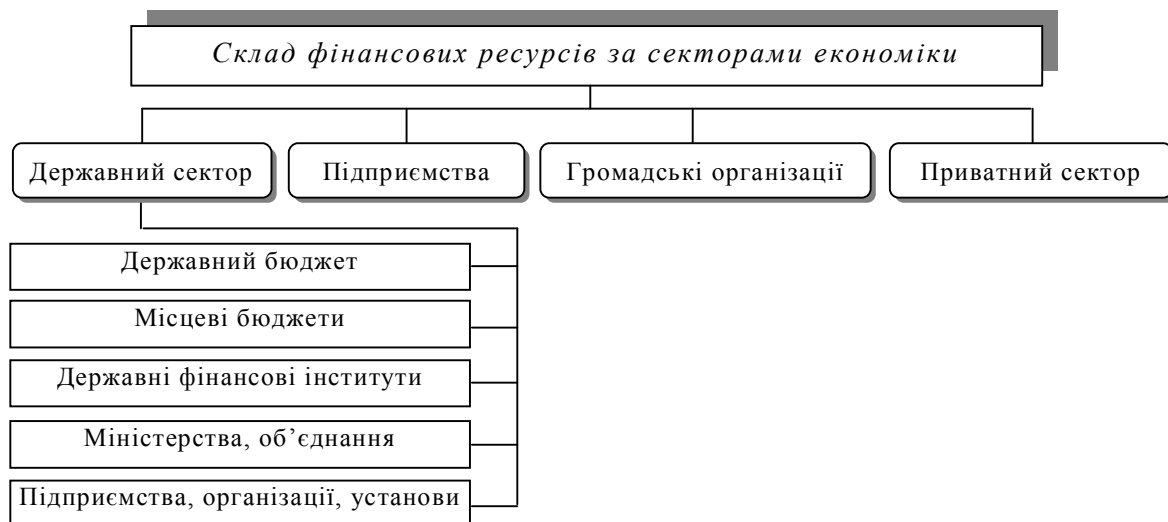 Склад фінансових ресурсів за секторами економіки
Державний сектор
Підприємства
Громадські організації
Приватний сектор
Державний бюджет
Місцеві бюджети
Державні фінансові інститути
Міністерства, об’єднання
Підприємства, організації, установи